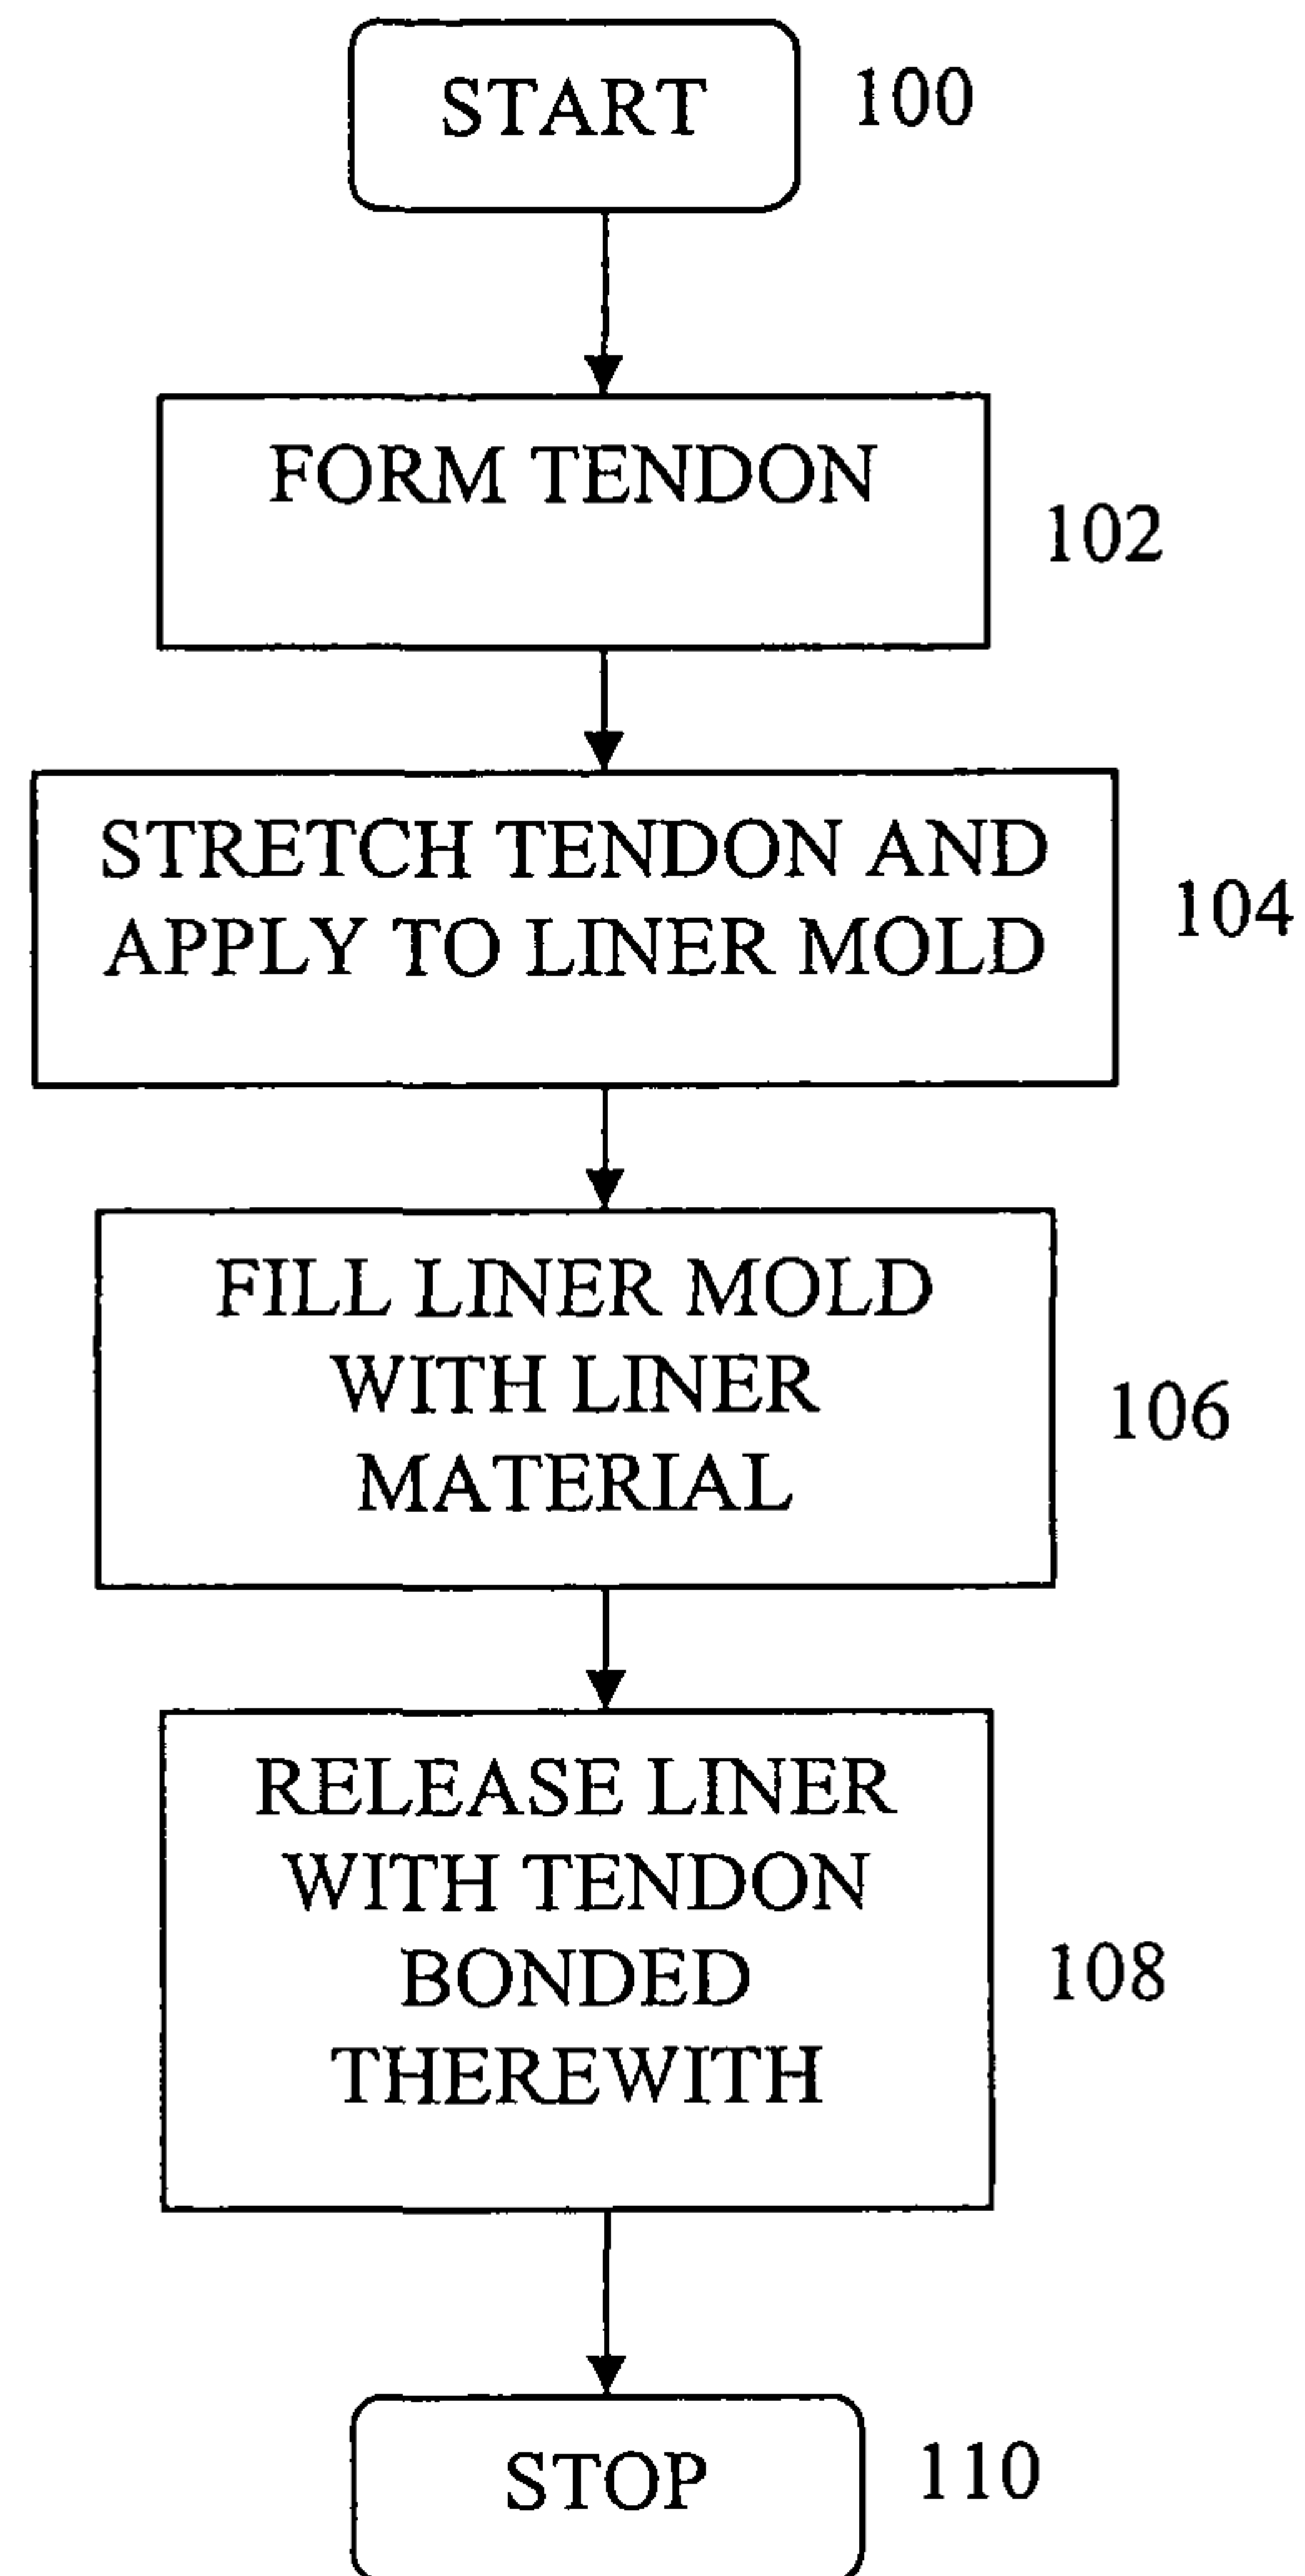 START
100
FORM TENDON
102
STRETCH TENDON AND
APPLY TO LINER MOLD
104
FILL LINER MOLD
WITH LINER
MATERIAL
106
RELEASE LINER
WITH TENDON
BONDED
THEREWITH
108
STOP
110